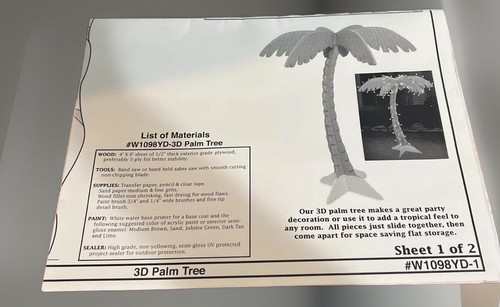 List of Materials
#W1098YD-3D Palm Tree
WOOD: 4' X 4' sheet of 1/2" thick exterior grade plywood,
preferably 5-ply for better stability.
TOOLS: Band saw or hand held sabre saw with smooth cutting
non-chipping blade.
SUPPLIES: Transfer paper, pencil & clear tape.
Sand paper-medium & fine grits.
Wood filler-non shrinking, fast drying for wood flaws.
Paint brush-3/4" and 1/4" wide brushes and fine tip
detail brush.
PAINT: White water base primer for a base coat and the
following suggested color of acrylic paint or exterior semi-
gloss enamel: Medium Brown, Sand, Jubilee Green, Dark Tan
and Lime.
SEALER: High grade, non-yellowing, semi-gloss UV protected
project sealer for outdoor protection.
Our 3D palm tree makes a great party
decoration or use it to add a tropical feel to
any room. All pieces just slide together, then
come apart for space saving flat storage.
Sheet 1 of 2
3D Palm Tree
#W1098YD-1